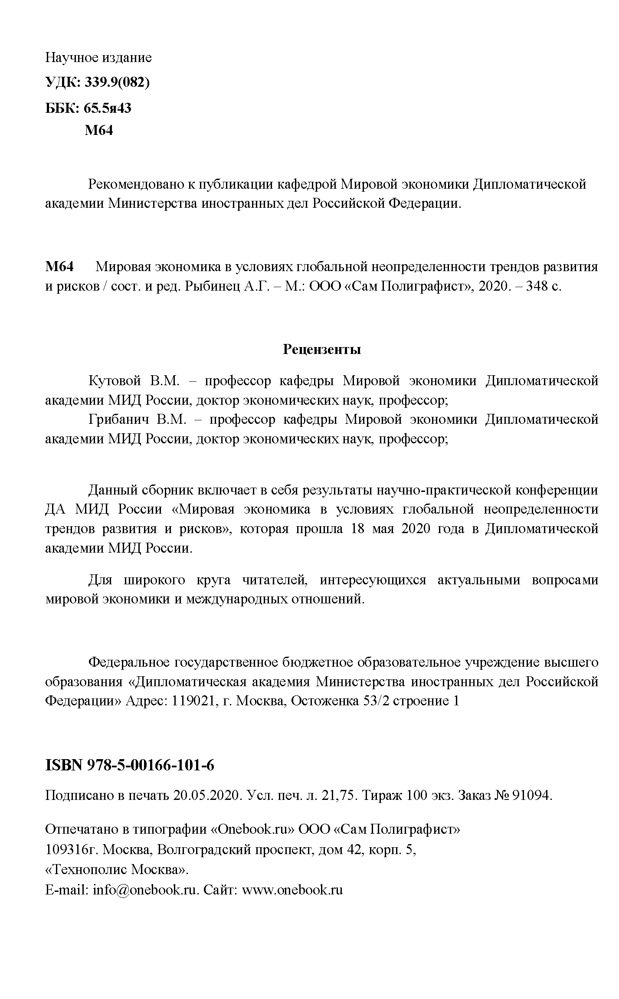 Научное издание
УДК: 339.9(082)
ББК: 65.5я43
М64
Рекомендовано к публикации кафедрой Мировой экономики Дипломатической
академии Министерства иностранных дел Российской Федерации.
М64 Мировая экономика в условиях глобальной неопределенности трендов развития
и рисков / сост. и ред. Рыбинец А.Г. – М.: ООО «Сам Полиграфист», 2020. – 348 с.
Рецензенты
Кутовой В.М. – профессор кафедры Мировой экономики Дипломатической
академии МИД России, доктор экономических наук, профессор;
Грибанич В.М. – профессор кафедры Мировой экономики Дипломатической
академии МИД России, доктор экономических наук, профессор;
Данный сборник включает в себя результаты научно-практической конференции
ДА МИД России «Мировая экономика в условиях глобальной неопределенности
трендов развития и рисков», которая прошла 18 мая 2020 года в Дипломатической
академии МИД России.
Для широкого круга читателей, интересующихся актуальными вопросами
мировой экономики и международных отношений.
Федеральное государственное бюджетное образовательное учреждение высшего
образования «Дипломатическая академия Министерства иностранных дел Российской
Федерации» Адрес: 119021, г. Москва, Остоженка 53/2 строение 1
ISBN 978-5-00166-101-6
Подписано в печать 20.05.2020. Усл. печ. л. 21,75. Тираж 100 экз. Заказ № 91094.
Отпечатано в типографии «Onebook.ru» ООО «Сам Полиграфист»
109316г. Москва, Волгоградский проспект, дом 42, корп. 5,
«Технополис Москва».
E-mail: info@onebook.ru. Сайт: www.onebook.ru